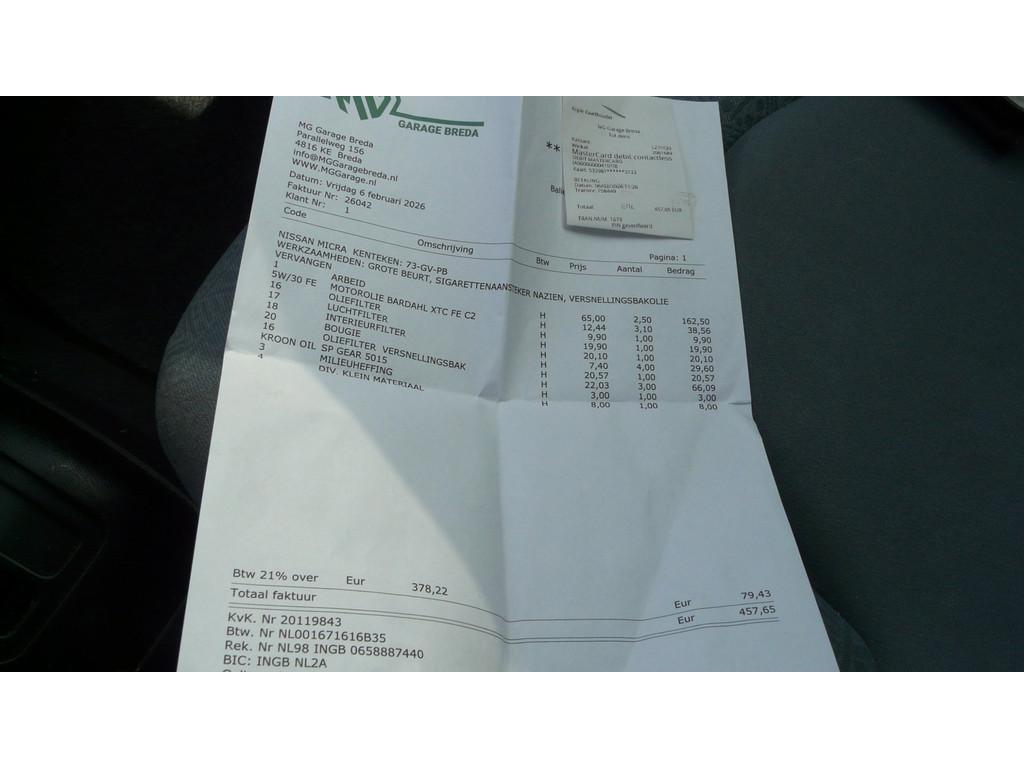 GARAGE BREDA
MG Garage Breda
Parallelweg 156
4816 KE Breda
info@MGGaragebreda.nl
WWW.MGGarage.nl
Datum: Vrijdag 6 februari 2026
Faktuur Nr: 26042
Klant Nr: 1
MG Garage Breda
MasterCard debit contactless
DEBIT MASTERCARD
BETALING
Totaal: 457,65 EUR
PIN geverifieerd
**
Pagina: 1
Code Omschrijving Btw Prijs Aantal Bedrag
NISSAN MICRA KENTEKEN: 73-GV-PB
WERKZAAMHEDEN: GROTE BEURT, SIGARETTENAANSTEKER NAZIEN, VERSNELLINGSBAKOLIE
VERVANGEN
1 ARBEID H 65,00 2,50 162,50
5W/30 FE MOTOROLIE BARDAHL XTC FE C2 H 12,44 3,10 38,56
16 OLIEFILTER H 9,90 1,00 9,90
17 LUCHTFILTER H 19,90 1,00 19,90
18 INTERIEURFILTER H 20,10 1,00 20,10
20 BOUGIE H 7,40 4,00 29,60
16 OLIEFILTER VERSNELLINGSBAK H 20,57 1,00 20,57
KROON OIL SP GEAR 5015 H 22,03 3,00 66,09
3 MILIEUHEFFING H 3,00 1,00 3,00
4 DIV. KLEIN MATERIAAL H 8,00 1,00 8,00
Btw 21% over Eur 378,22 Eur 79,43
Totaal faktuur Eur 457,65
KvK. Nr 20119843
Btw. Nr NL001671616B35
Rek. Nr NL98 INGB 0658887440
BIC: INGB NL2A